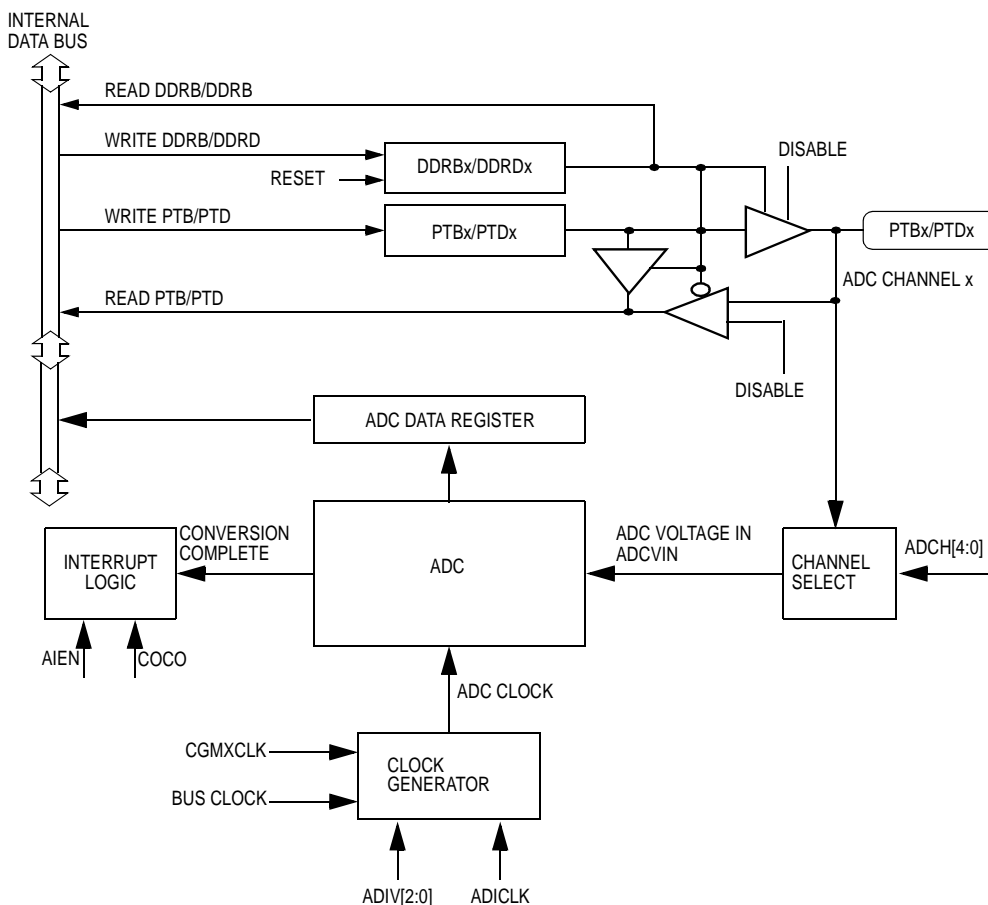 INTERNAL
DATA BUS
READ DDRB/DDRB
WRITE DDRB/DDRD
RESET
DDRBx/DDRDx
DISABLE
WRITE PTB/PTD
PTBx/PTDx
PTBx/PTDx
ADC CHANNEL x
READ PTB/PTD
DISABLE
ADC DATA REGISTER
INTERRUPT
LOGIC
CONVERSION
COMPLETE
ADC
ADC VOLTAGE IN
ADCVIN
CHANNEL
SELECT
ADCH[4:0]
AIEN
COCO
ADC CLOCK
CGMXCLK
BUS CLOCK
CLOCK
GENERATOR
ADIV[2:0]
ADICLK